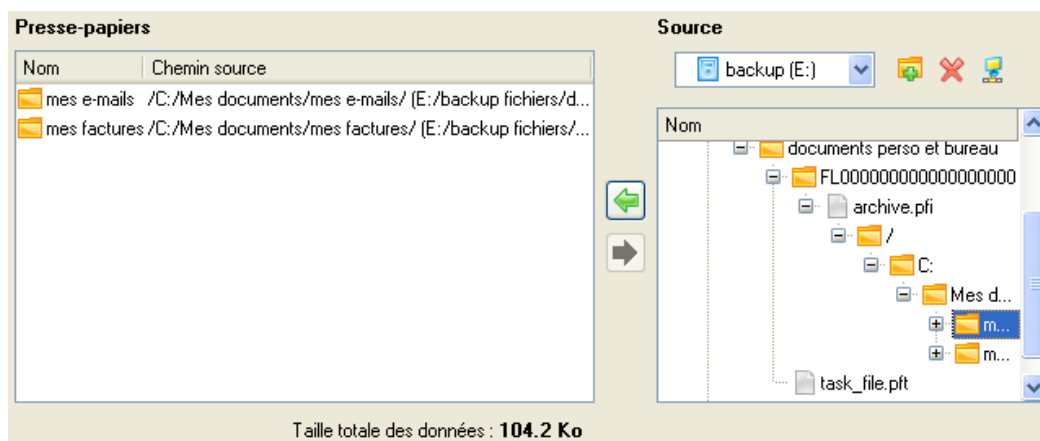 Presse-papiers
Nom Chemin source
mes e-mails /C:/Mes documents/mes e-mails/ (E:/backup fichiers/d...
mes factures /C:/Mes documents/mes factures/ (E:/backup fichiers/...
Taille totale des données : 104.2 Ko
Source
backup (E:)
Nom
documents perso et bureau
FL000000000000000000
archive.pfi
/
C:
Mes d...
m...
m...
task_file.pft